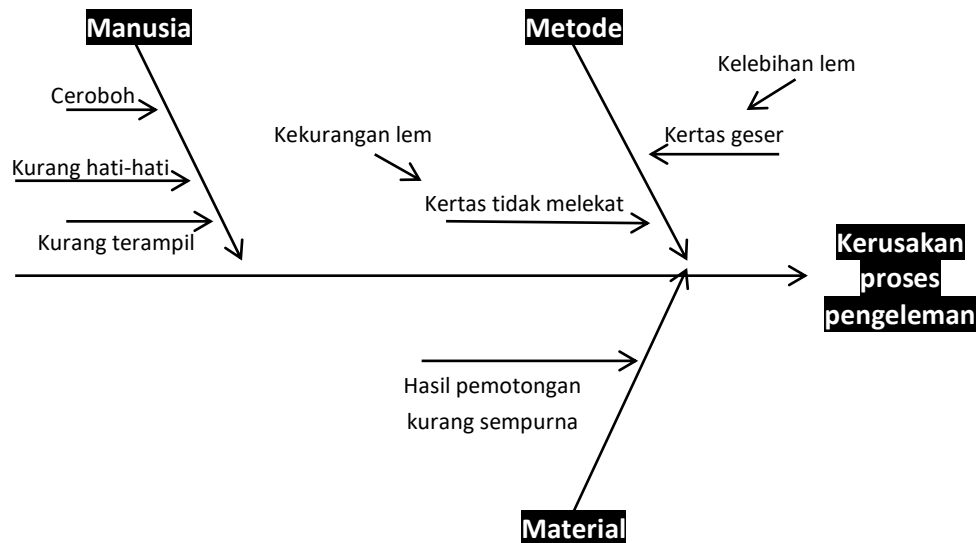 Manusia
Metode
Kelebihan lem
Ceroboh
Kekurangan lem
Kertas geser
Kurang hati-hati
Kertas tidak melekat
Kurang terampil
Kerusakan
proses
pengeleman
Hasil pemotongan
kurang sempurna
Material